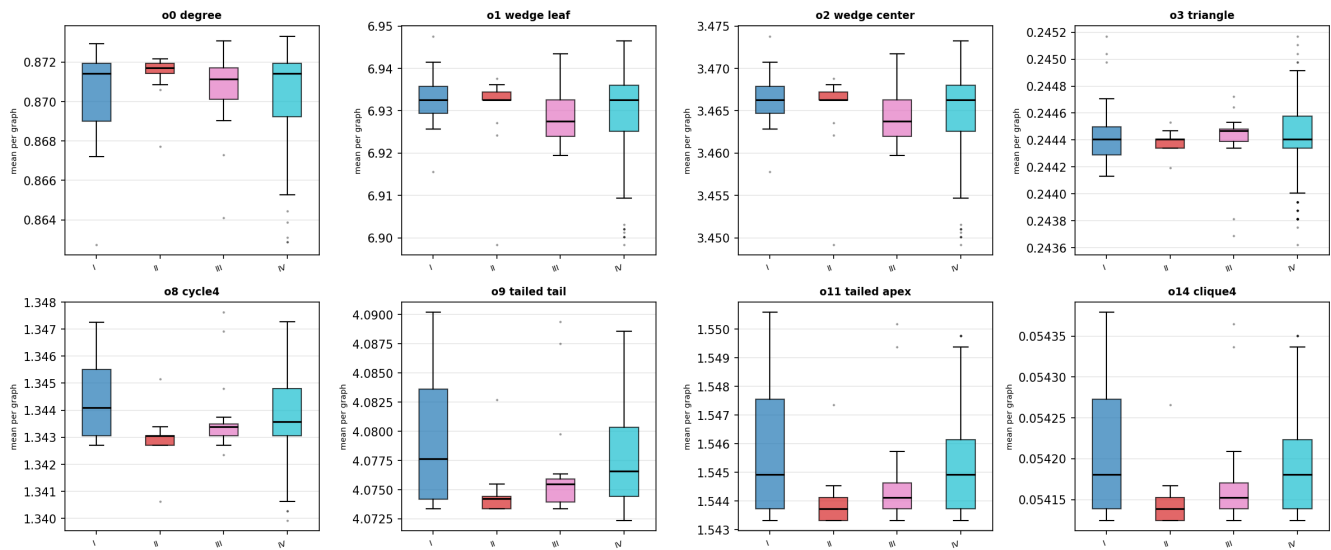 o0 degree
mean per graph
0.872
0.870
0.868
0.866
0.864
I
II
III
IV
o1 wedge leaf
mean per graph
6.95
6.94
6.93
6.92
6.91
6.90
I
II
III
IV
o2 wedge center
mean per graph
3.475
3.470
3.465
3.460
3.455
3.450
I
II
III
IV
o3 triangle
mean per graph
0.2452
0.2450
0.2448
0.2446
0.2444
0.2442
0.2440
0.2438
0.2436
I
II
III
IV
o8 cycle4
mean per graph
1.348
1.347
1.346
1.345
1.344
1.343
1.342
1.341
1.340
I
II
III
IV
o9 tailed tail
mean per graph
4.0900
4.0875
4.0850
4.0825
4.0800
4.0775
4.0750
4.0725
I
II
III
IV
o11 tailed apex
mean per graph
1.550
1.549
1.548
1.547
1.546
1.545
1.544
1.543
I
II
III
IV
o14 clique4
mean per graph
0.05435
0.05430
0.05425
0.05420
0.05415
I
II
III
IV